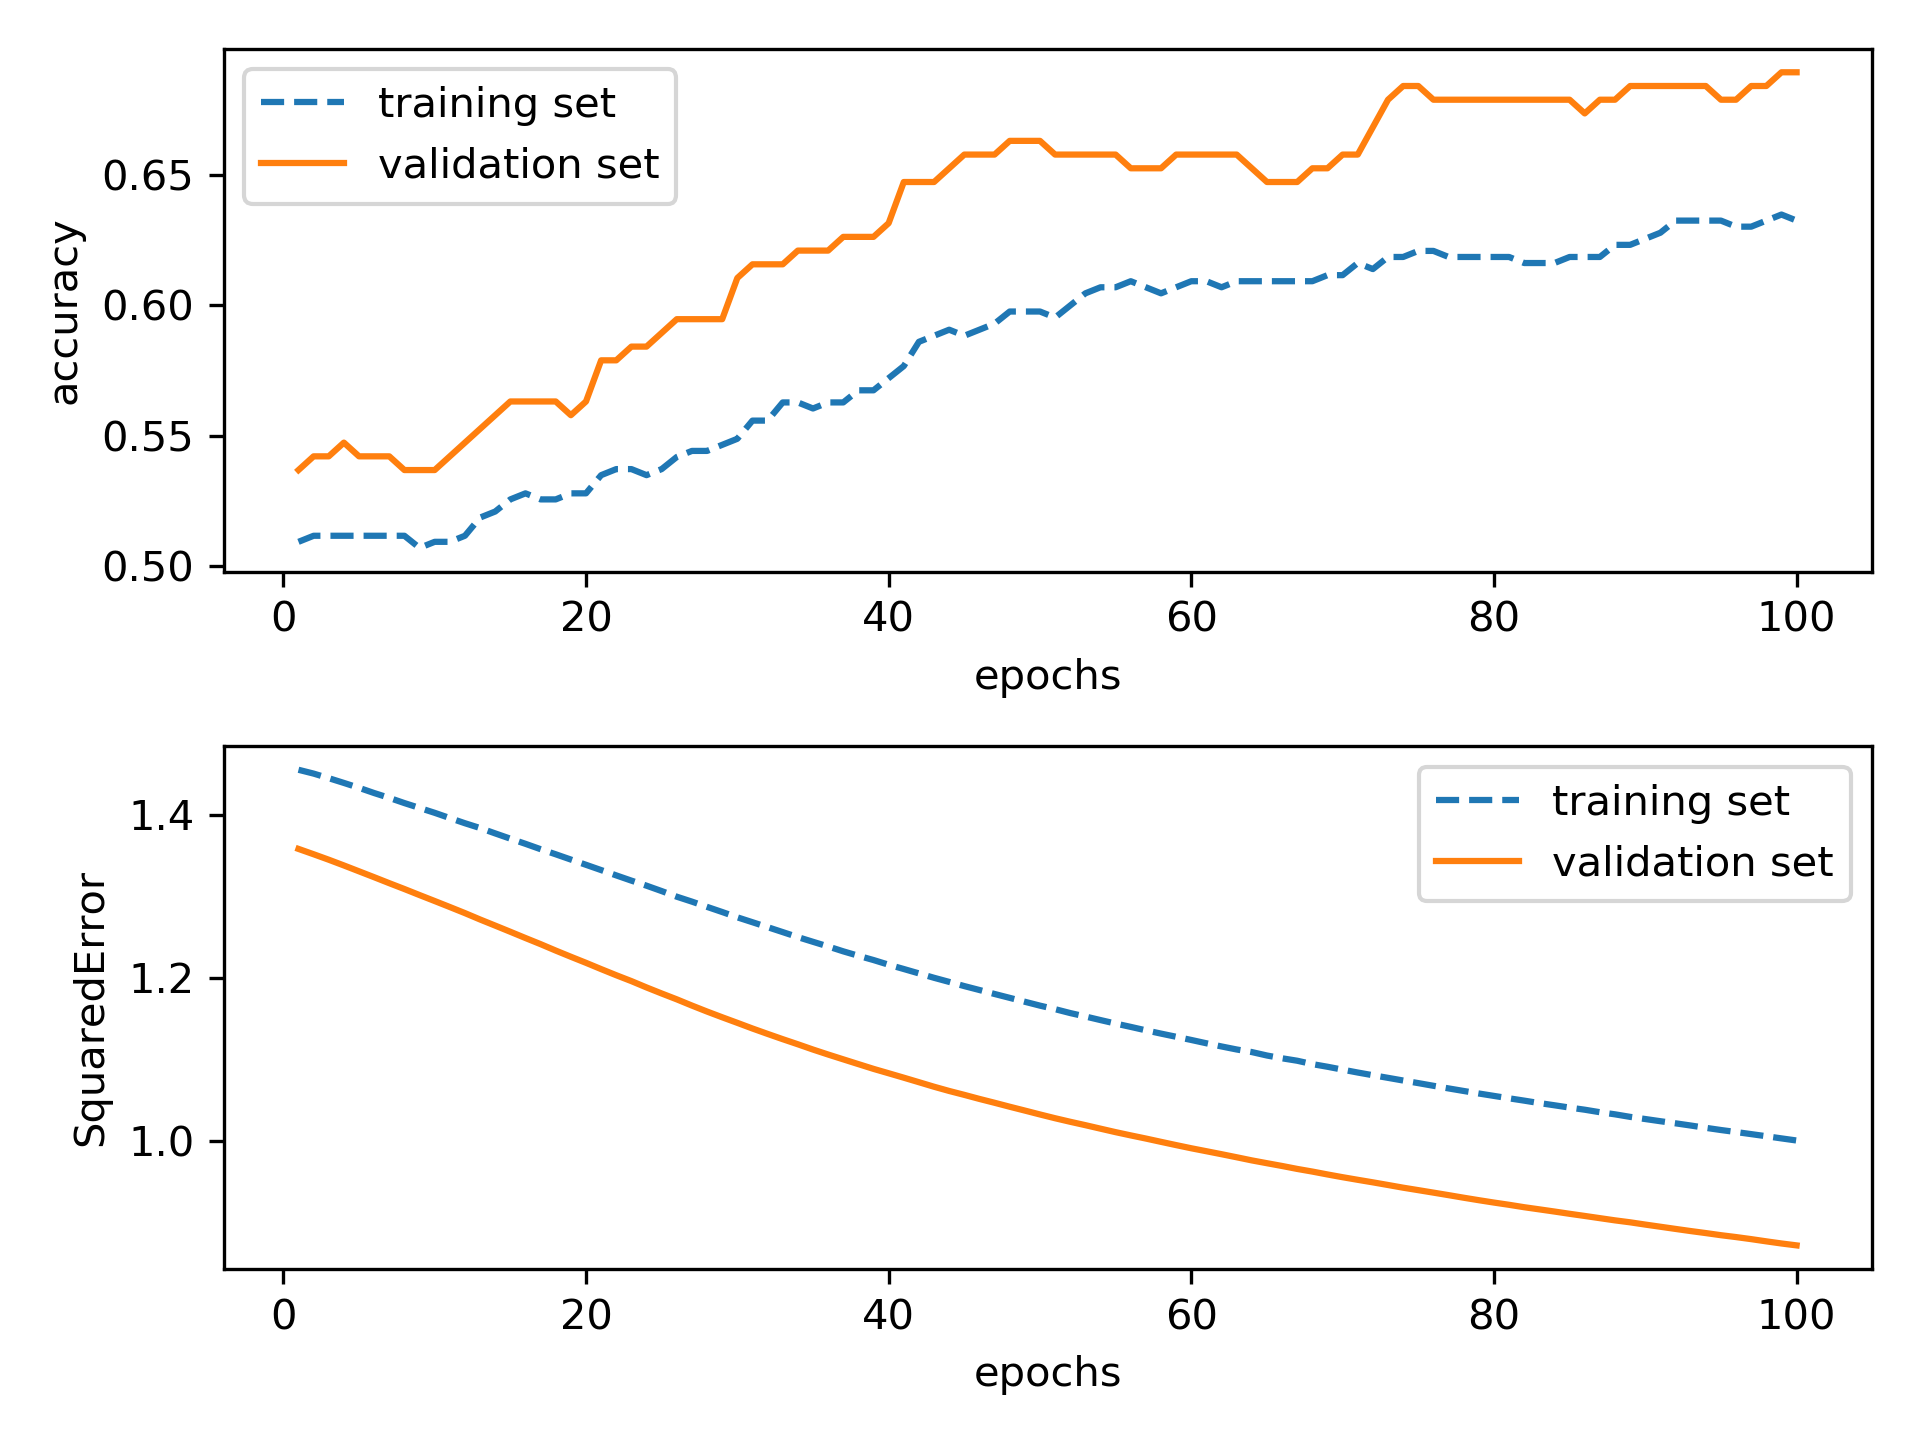 training set
validation set
accuracy
0.65
0.60
0.55
0.50
0 20 40 60 80 100
epochs
training set
validation set
SquaredError
1.4
1.2
1.0
0 20 40 60 80 100
epochs